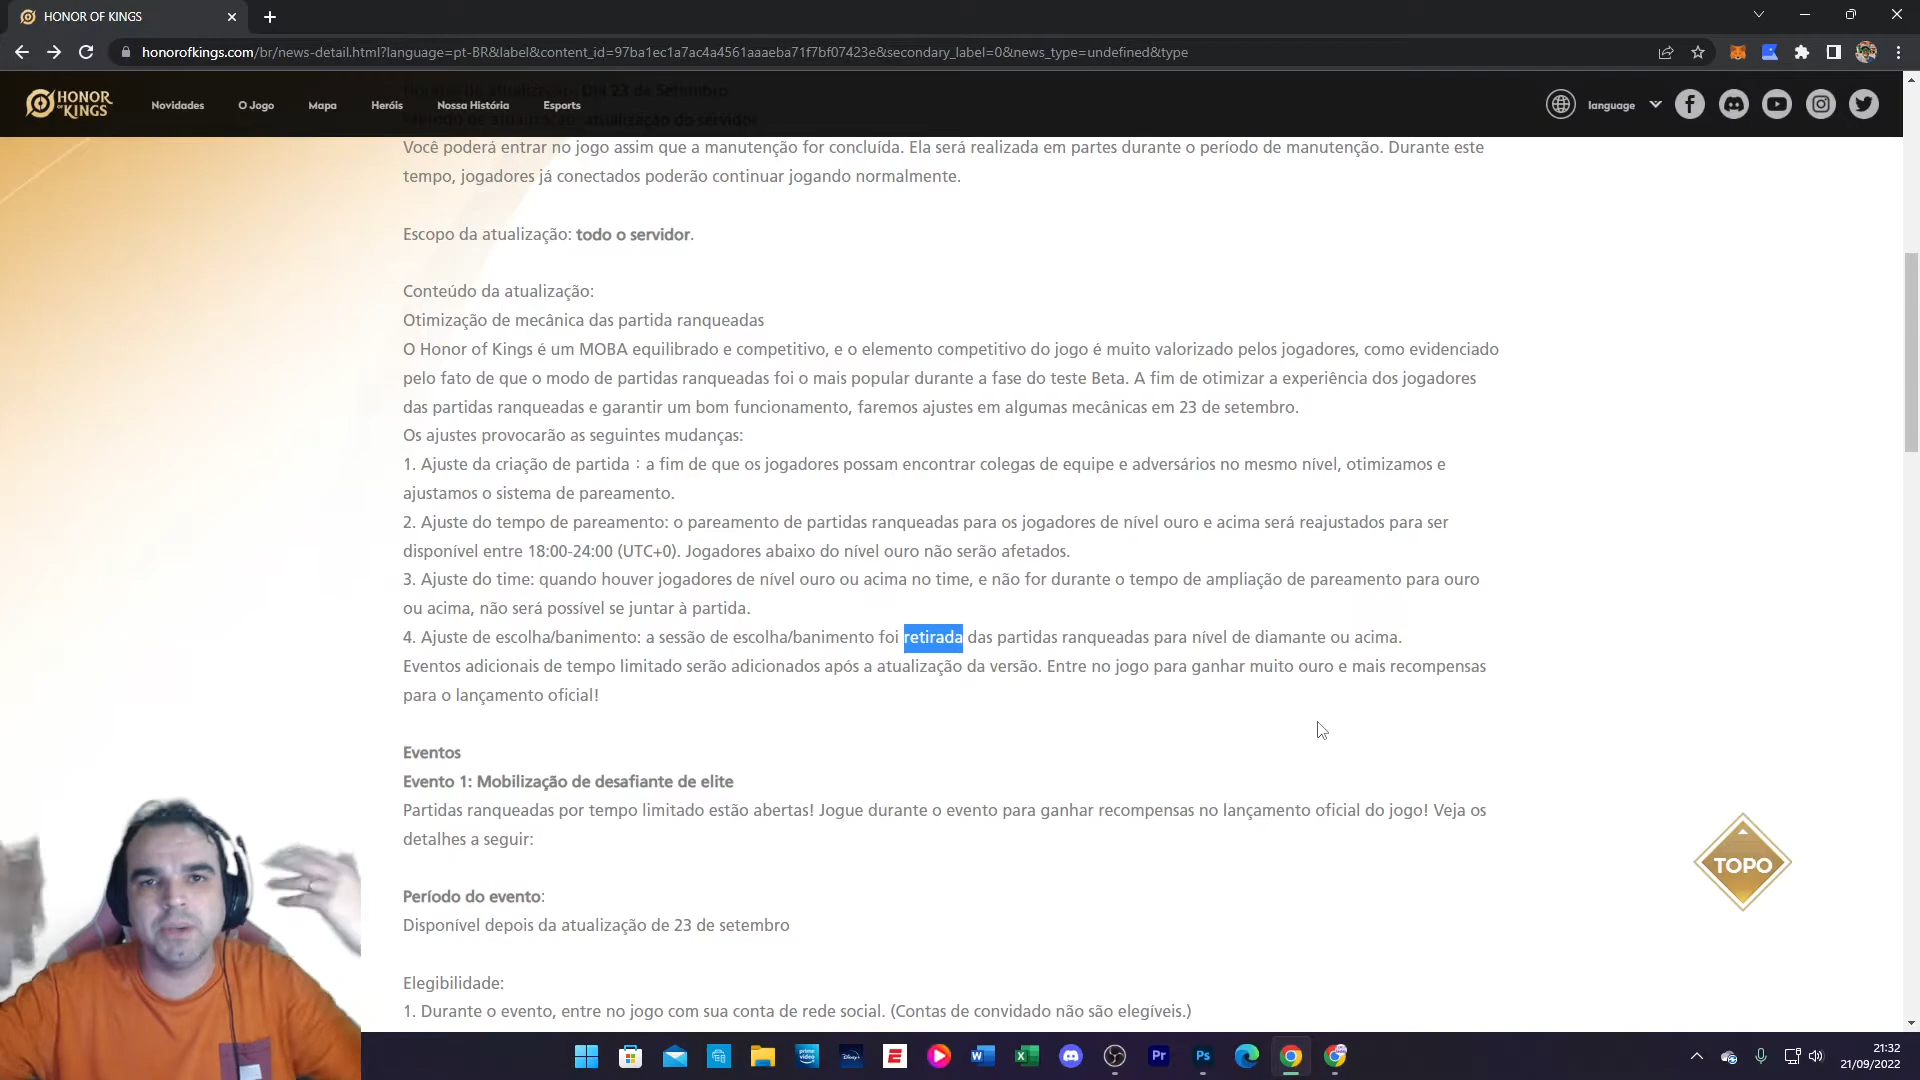 HONOR OF KINGS
honorofkings.com/br/news-detail.html?language=pt-BR&label&content_id=97ba1ec1a7ac4a4561aaaeba71f7bf07423e&secondary_label=0&news_type=undefined&type
HONOR OF KINGS
Novidades O Jogo Mapa Heróis Nossa História Esports language
Você poderá entrar no jogo assim que a manutenção for concluída. Ela será realizada em partes durante o período de manutenção. Durante este
tempo, jogadores já conectados poderão continuar jogando normalmente.
Escopo da atualização: todo o servidor.
Conteúdo da atualização:
Otimização de mecânica das partida ranqueadas
O Honor of Kings é um MOBA equilibrado e competitivo, e o elemento competitivo do jogo é muito valorizado pelos jogadores, como evidenciado
pelo fato de que o modo de partidas ranqueadas foi o mais popular durante a fase do teste Beta. A fim de otimizar a experiência dos jogadores
das partidas ranqueadas e garantir um bom funcionamento, faremos ajustes em algumas mecânicas em 23 de setembro.
Os ajustes provocarão as seguintes mudanças:
1. Ajuste da criação de partida：a fim de que os jogadores possam encontrar colegas de equipe e adversários no mesmo nível, otimizamos e
ajustamos o sistema de pareamento.
2. Ajuste do tempo de pareamento: o pareamento de partidas ranqueadas para os jogadores de nível ouro e acima será reajustados para ser
disponível entre 18:00-24:00 (UTC+0). Jogadores abaixo do nível ouro não serão afetados.
3. Ajuste do time: quando houver jogadores de nível ouro ou acima no time, e não for durante o tempo de ampliação de pareamento para ouro
ou acima, não será possível se juntar à partida.
4. Ajuste de escolha/banimento: a sessão de escolha/banimento foi retirada das partidas ranqueadas para nível de diamante ou acima.
Eventos adicionais de tempo limitado serão adicionados após a atualização da versão. Entre no jogo para ganhar muito ouro e mais recompensas
para o lançamento oficial!
Eventos
Evento 1: Mobilização de desafiante de elite
Partidas ranqueadas por tempo limitado estão abertas! Jogue durante o evento para ganhar recompensas no lançamento oficial do jogo! Veja os
detalhes a seguir:
TOPO
Período do evento:
Disponível depois da atualização de 23 de setembro
Elegibilidade:
1. Durante o evento, entre no jogo com sua conta de rede social. (Contas de convidado não são elegíveis.)
21:32
21/09/2022